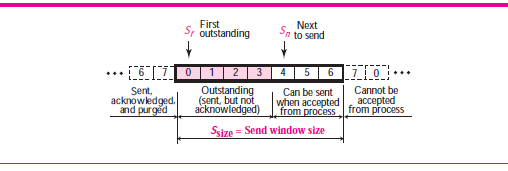 First Next
Sf outstanding Sn to send
6 7 0 1 2 3 4 5 6 7 0
Sent, Outstanding Can be sent Cannot be
acknowledged, (sent, but not when accepted accepted
and purged acknowledged) from process from process
Ssize = Send window size